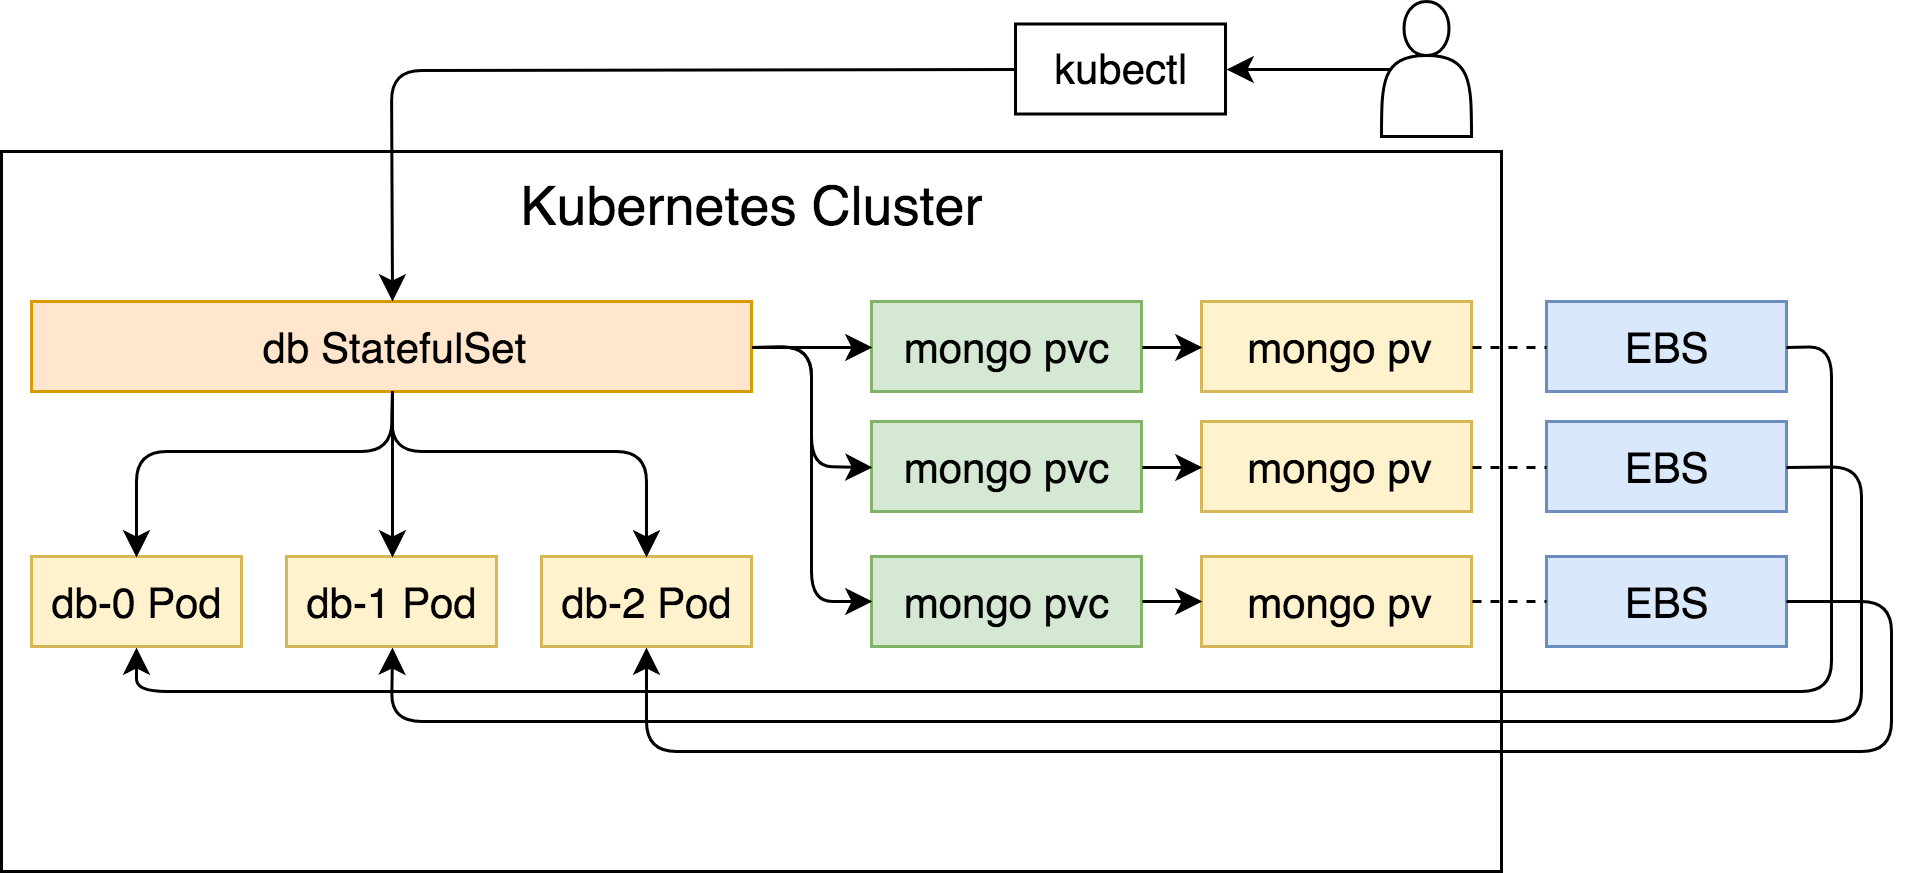 kubectl
Kubernetes Cluster
db StatefulSet
mongo pvc
mongo pv
EBS
mongo pvc
mongo pv
EBS
db-0 Pod
db-1 Pod
db-2 Pod
mongo pvc
mongo pv
EBS